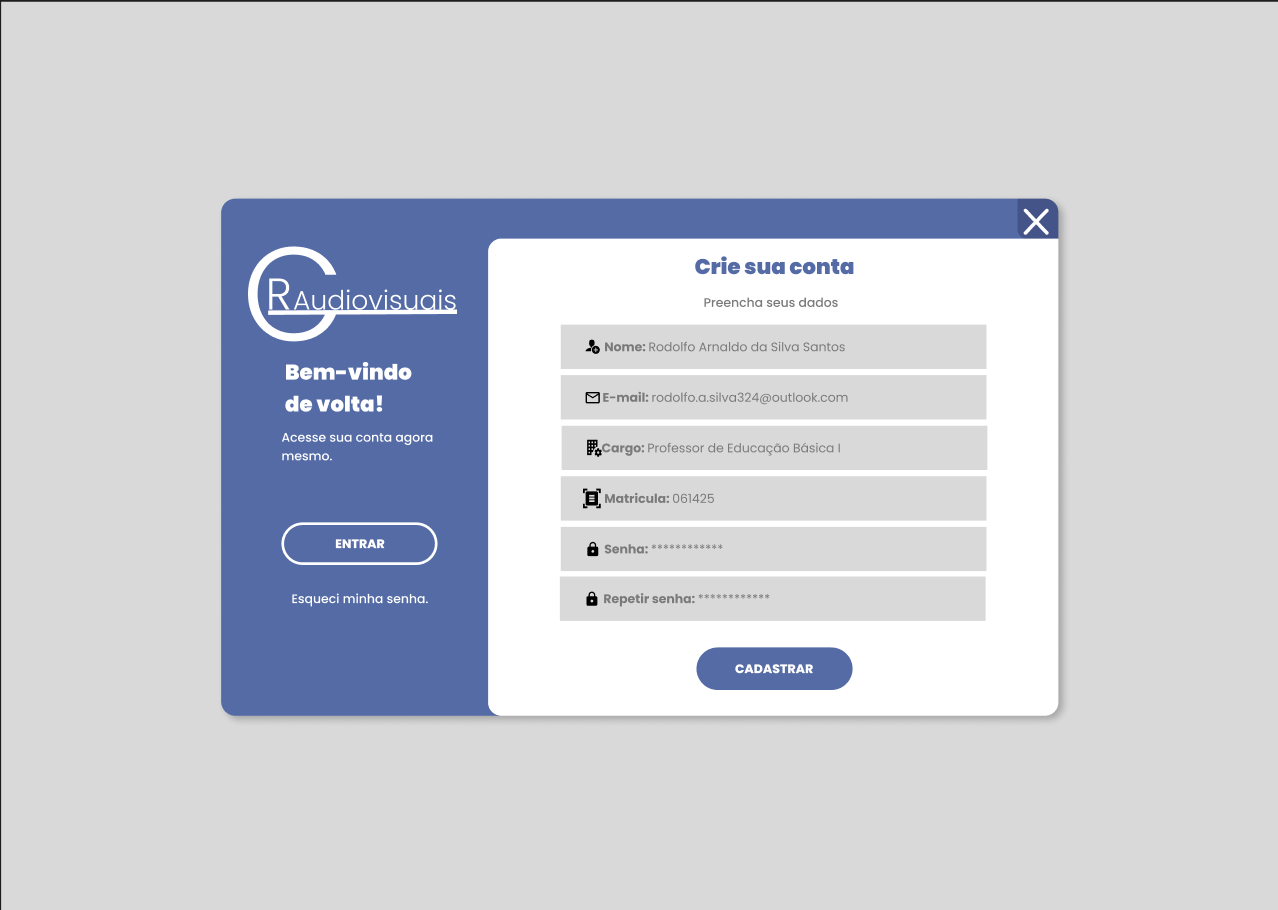 CR Audiovisuais
Bem-vindo
de volta!
Acesse sua conta agora
mesmo.
ENTRAR
Esqueci minha senha.
Crie sua conta
Preencha seus dados
Nome: Rodolfo Arnaldo da Silva Santos
E-mail: rodolfo.a.silva324@outlook.com
Cargo: Professor de Educação Básica I
Matricula: 061425
Senha: ************
Repetir senha: ************
CADASTRAR